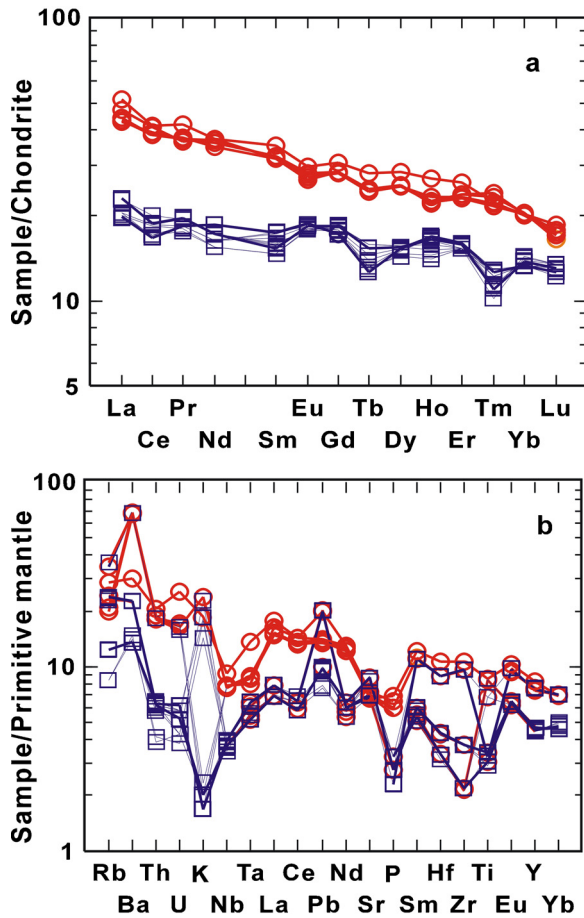 100
a
Sample/Chondrite
10
5
La Pr Eu Tb Ho Tm Lu
Ce Nd Sm Gd Dy Er Yb
100
b
Sample/Primitive mantle
10
1
Rb Th K Ta Ce Nd P Hf Ti Y
Ba U Nb La Pb Sr Sm Zr Eu Yb